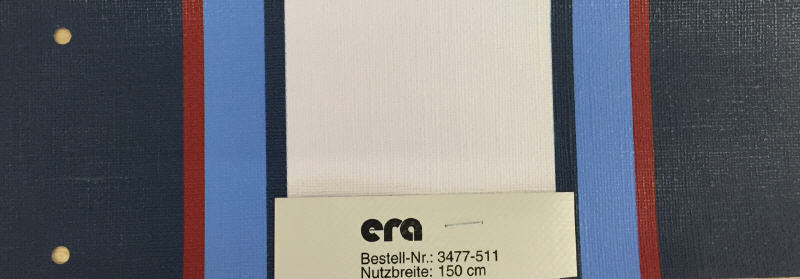 era
Bestell-Nr.: 3477-511
Nutzbreite: 150 cm